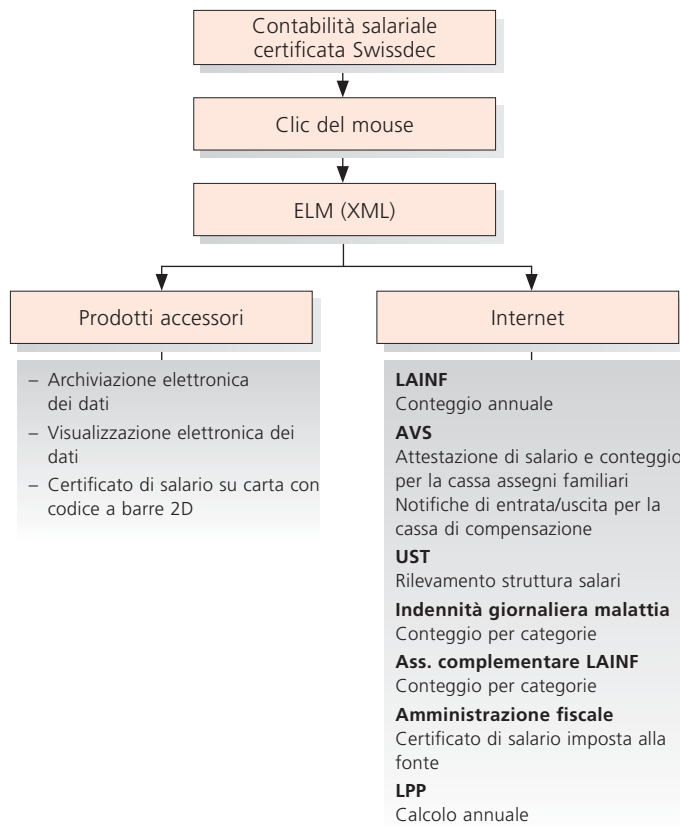 Contabilità salariale
certificata Swissdec
Clic del mouse
ELM (XML)
Prodotti accessori
– Archiviazione elettronica
dei dati
– Visualizzazione elettronica dei
dati
– Certificato di salario su carta con
codice a barre 2D
Internet
LAINF
Conteggio annuale
AVS
Attestazione di salario e conteggio
per la cassa assegni familiari
Notifiche di entrata/uscita per la
cassa di compensazione
UST
Rilevamento struttura salari
Indennità giornaliera malattia
Conteggio per categorie
Ass. complementare LAINF
Conteggio per categorie
Amministrazione fiscale
Certificato di salario imposta alla
fonte
LPP
Calcolo annuale